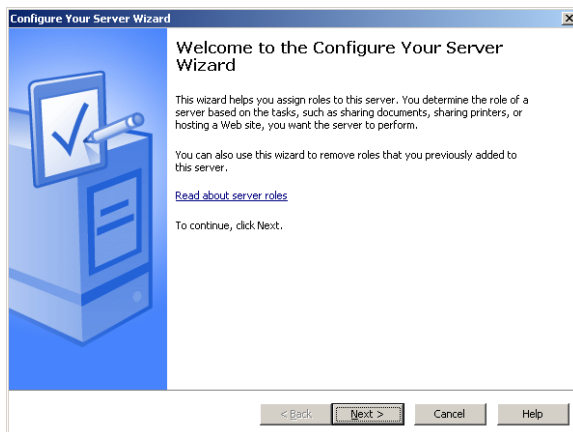 Configure Your Server Wizard
Welcome to the Configure Your Server
Wizard
This wizard helps you assign roles to this server. You determine the role of a
server based on the tasks, such as sharing documents, sharing printers, or
hosting a Web site, you want the server to perform.
You can also use this wizard to remove roles that you previously added to
this server.
Read about server roles
To continue, click Next.
< Back
Next >
Cancel
Help